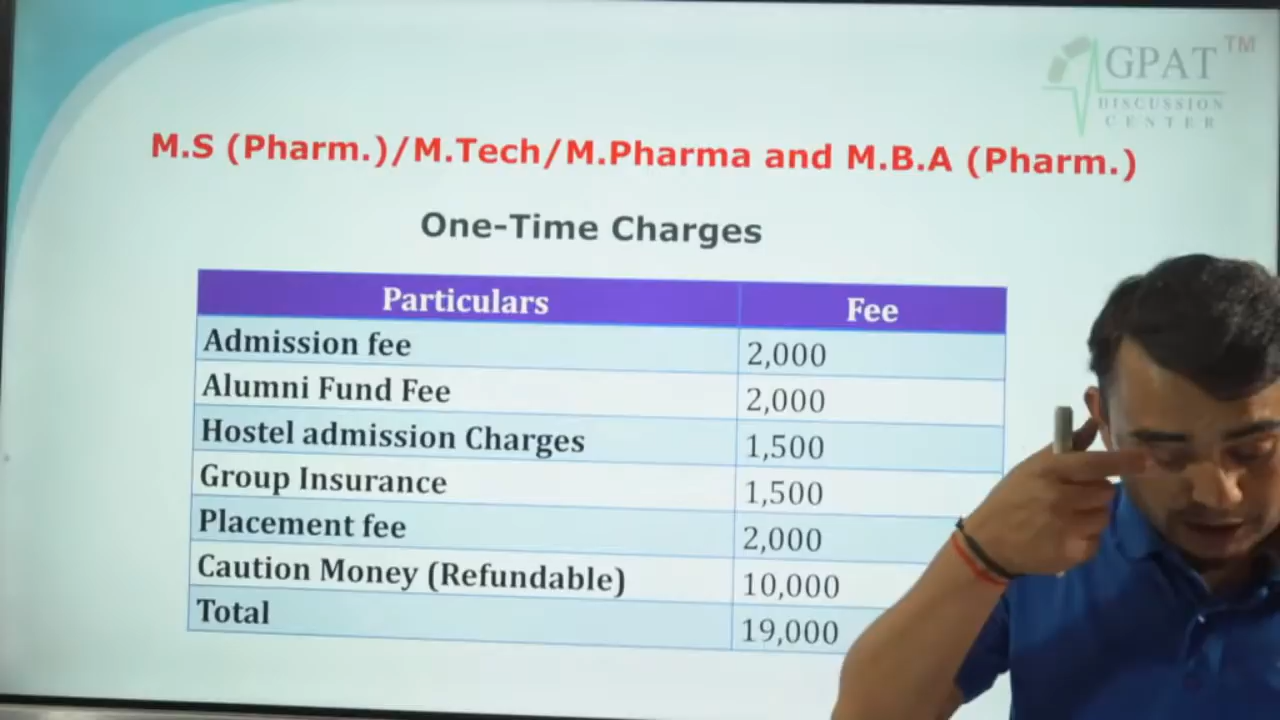 GPAT TM
DISCUSSION
CENTER
M.S (Pharm.)/M.Tech/M.Pharma and M.B.A (Pharm.)
One-Time Charges
Particulars Fee
Admission fee 2,000
Alumni Fund Fee 2,000
Hostel admission Charges 1,500
Group Insurance 1,500
Placement fee 2,000
Caution Money (Refundable) 10,000
Total 19,000